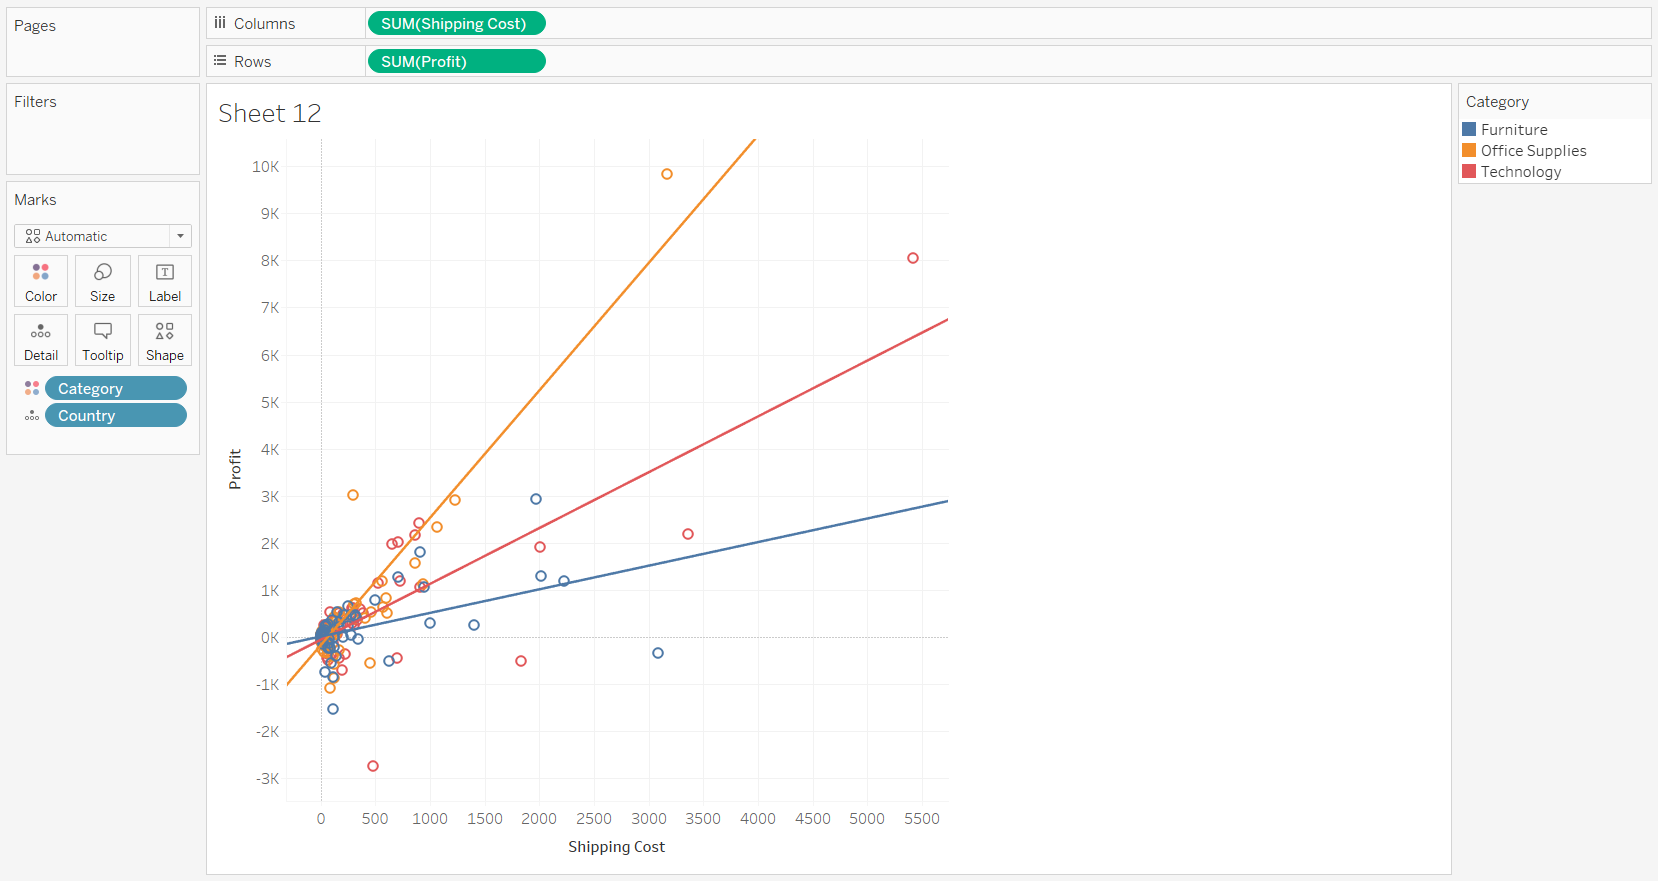 Pages
Columns
SUM(Shipping Cost)
Rows
SUM(Profit)
Filters
Marks
Automatic
Color
Size
Label
Detail
Tooltip
Shape
Category
Country
Sheet 12
10K
9K
8K
7K
6K
5K
4K
3K
2K
1K
0K
-1K
-2K
-3K
Profit
0 500 1000 1500 2000 2500 3000 3500 4000 4500 5000 5500
Shipping Cost
Category
Furniture
Office Supplies
Technology